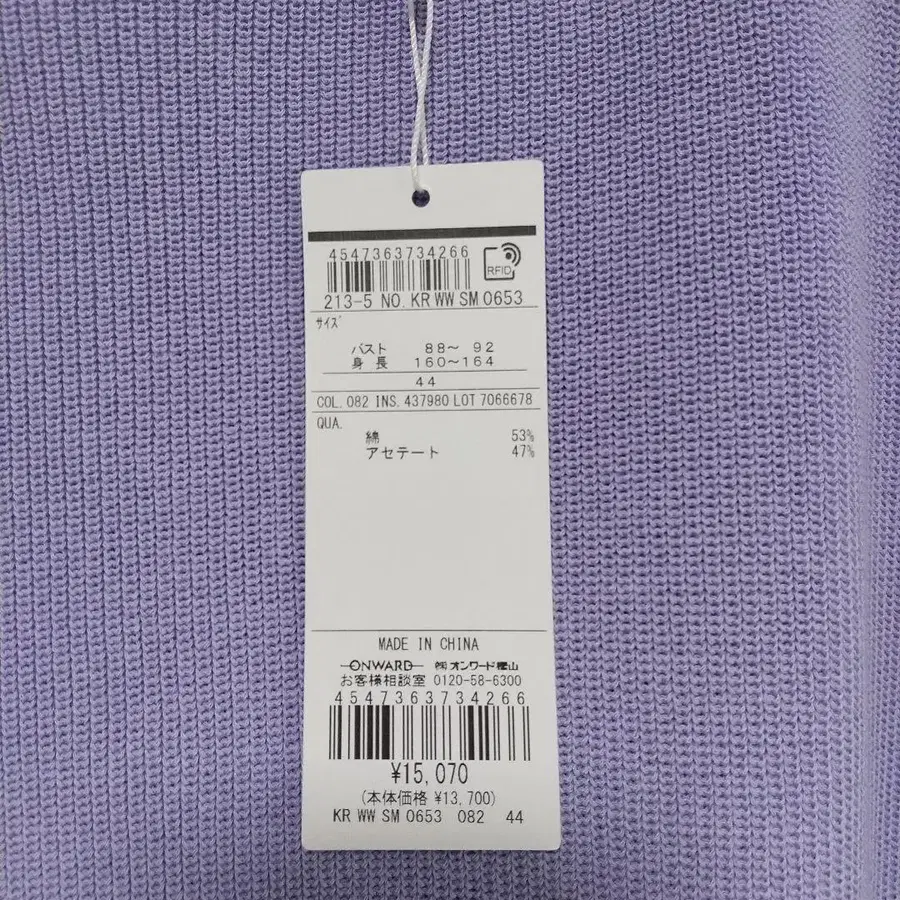 4547363734266
RFID
213-5 NO. KR WW SM 0653
サイズ
バスト 88～ 92
身 長 160～164
44
COL. 082 INS. 437980 LOT 7066678
QUA.
綿 53%
アセテート 47%
MADE IN CHINA
ONWARD ㈱オンワード樫山
お客様相談室 0120-58-6300
4547363734266
¥15,070
(本体価格 ¥13,700)
KR WW SM 0653 082 44